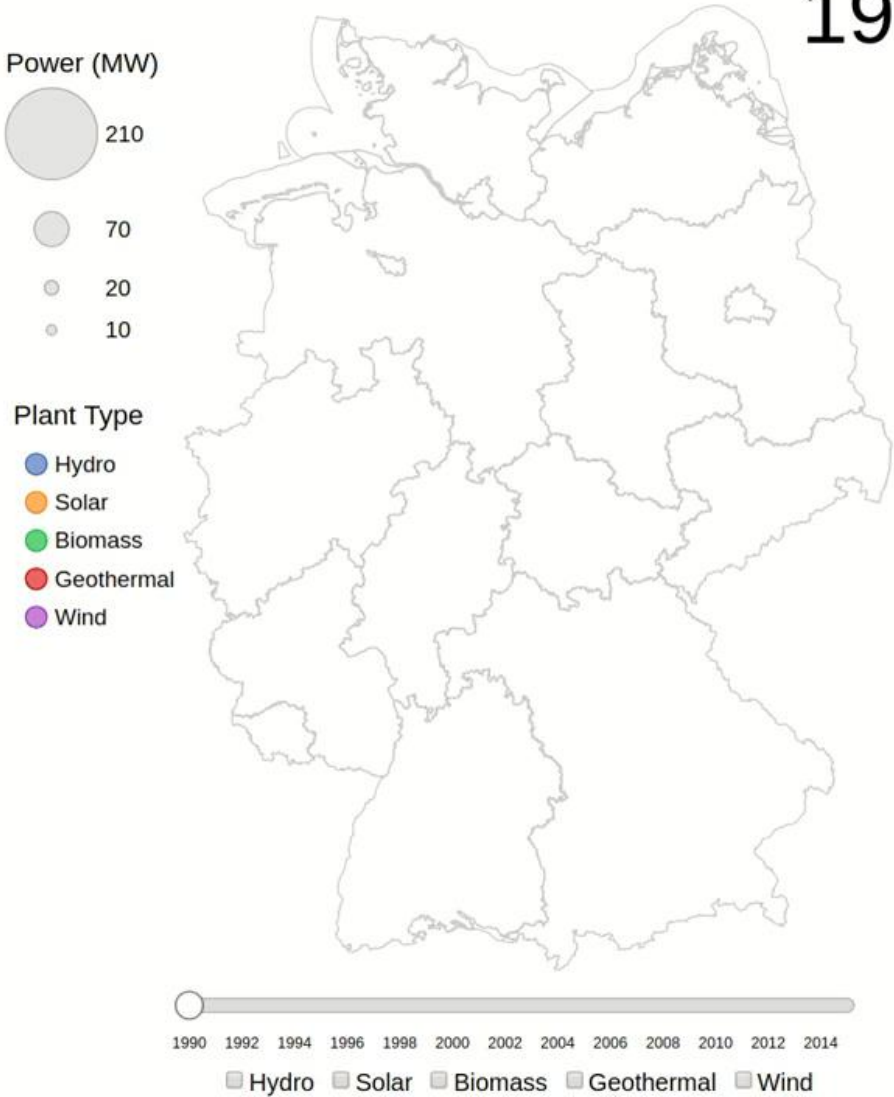 19
Power (MW)
210
70
20
10
Plant Type
Hydro
Solar
Biomass
Geothermal
Wind
1990 1992 1994 1996 1998 2000 2002 2004 2006 2008 2010 2012 2014
Hydro Solar Biomass Geothermal Wind